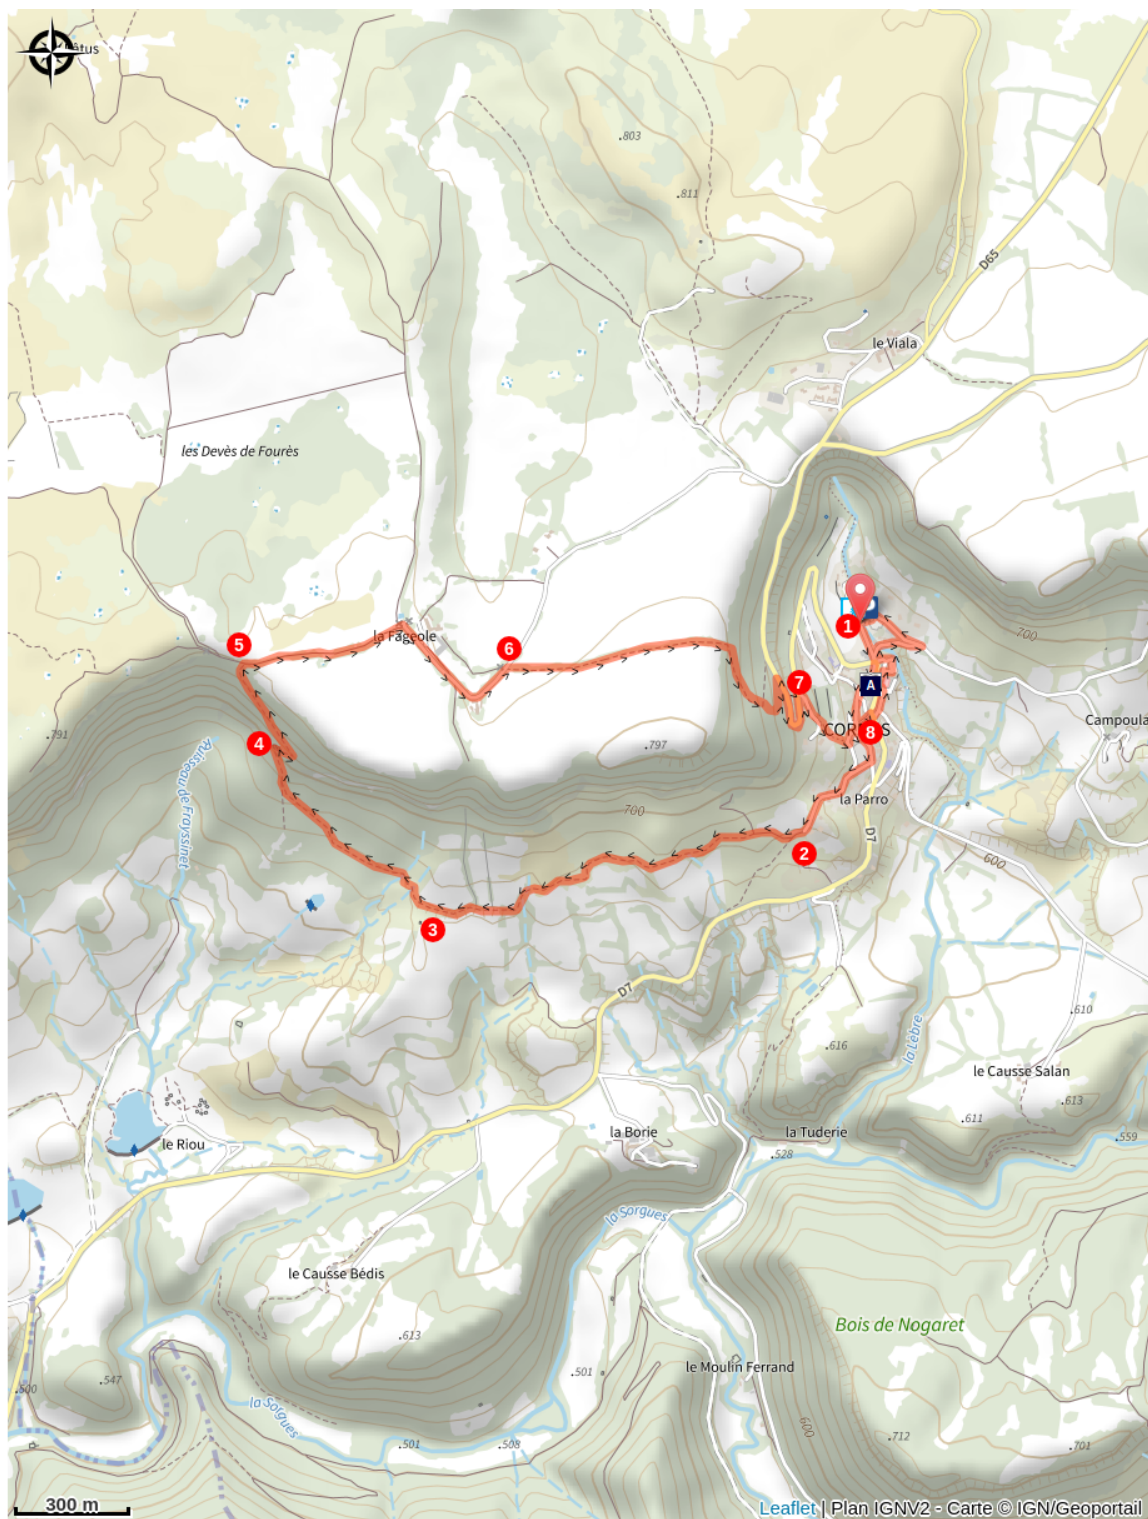 .803
.811
D65
le Viala
les Devès de Fourès
1
700
5
la Fageole
6
7
A
8
.791
4
.797
Campoula
Ruisseau de Frayssinet
700
la Parro
D7
2
600
3
D7
.610
.616
la Lèbre
le Causse Salan
.613
.611
le Riou
la Borie
la Tuderie
.528
.559
la Sorgues
le Causse Bédis
.613
Bois de Nogaret
.501
le Moulin Ferrand
.500
.547
la Sorgues
.501
.508
600
.712
.701
300 m
Leaflet | Plan IGNV2 - Carte © IGN/Geoportail